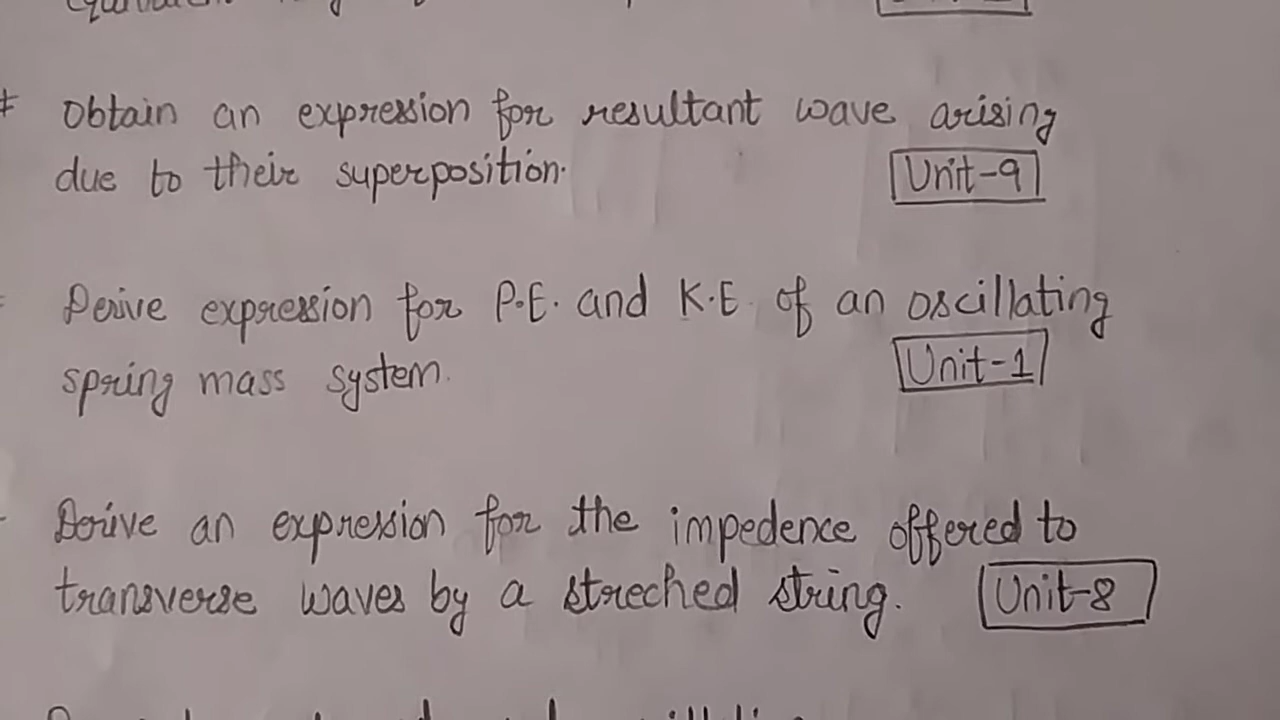 Obtain an expression for resultant wave arising
due to their superposition.
Unit-9
Derive expression for P.E. and K.E. of an oscillating
spring mass system.
Unit-1
Derive an expression for the impedence offered to
transverse waves by a streched string. Unit-8